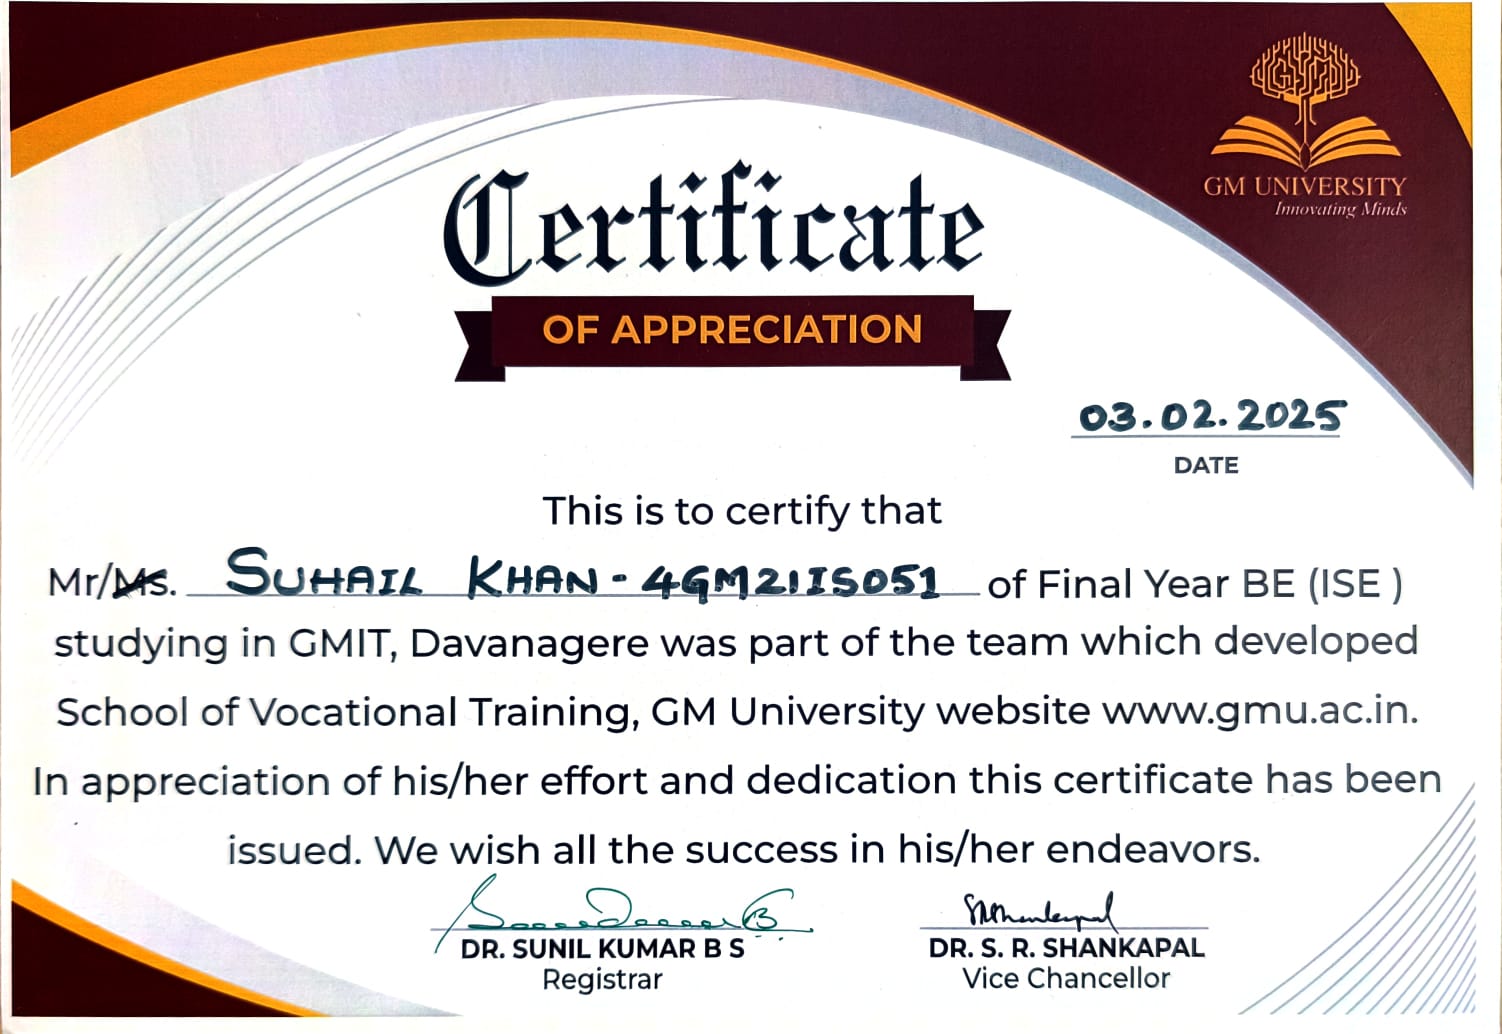 GM UNIVERSITY
Innovating Minds
Certificate
OF APPRECIATION
03.02.2025
DATE
This is to certify that
Mr/Ms. SUHAIL KHAN - 4GM21IS051 of Final Year BE (ISE )
studying in GMIT, Davanagere was part of the team which developed
School of Vocational Training, GM University website www.gmu.ac.in.
In appreciation of his/her effort and dedication this certificate has been
issued. We wish all the success in his/her endeavors.
DR. SUNIL KUMAR B S
Registrar
DR. S. R. SHANKAPAL
Vice Chancellor